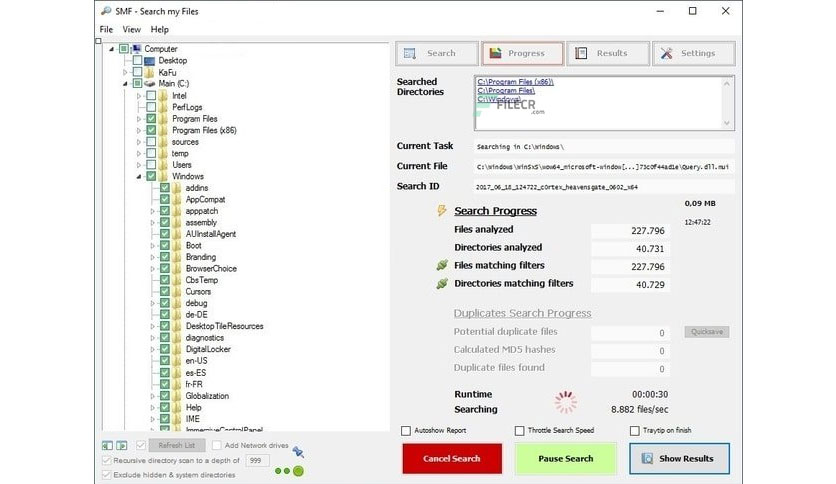 SMF - Search my Files
File View Help
Computer
Desktop
KaFu
Main (C:)
Intel
PerfLogs
Program Files
Program Files (x86)
sources
temp
Users
Windows
addins
AppCompat
apppatch
assembly
AUInstallAgent
Boot
Branding
BrowserChoice
CbsTemp
Cursors
debug
de-DE
DesktopTileResources
diagnostics
DigitalLocker
en-US
es-ES
fr-FR
Globalization
Help
IME
ImmersiveControlPanel
Refresh List Add Network drives
Recursive directory scan to a depth of 999
Exclude hidden & system directories
Search Progress Results Settings
Searched Directories
C:\Program Files (x86)\
C:\Program Files\
C:\Windows\
FILECR
.com
Current Task Searching in C:\Windows\
Current File C:\Windows\WinSxS\wow64_microsoft-window[...]73c0f44ad1e\Query.dll.mui
Search ID 2017_06_18_124722_c0rtex_heavensgate_0602_x64
0,09 MB
Search Progress
12:47:22
Files analyzed 227.796
Directories analyzed 40.731
Files matching filters 227.796
Directories matching filters 40.729
Duplicates Search Progress
Potential duplicate files 0 Quicksave
Calculated MD5 hashes 0
Duplicate files found 0
Runtime 00:00:30
Searching 8.882 files/sec
Autoshow Report Throttle Search Speed Traytip on finish
Cancel Search Pause Search Show Results